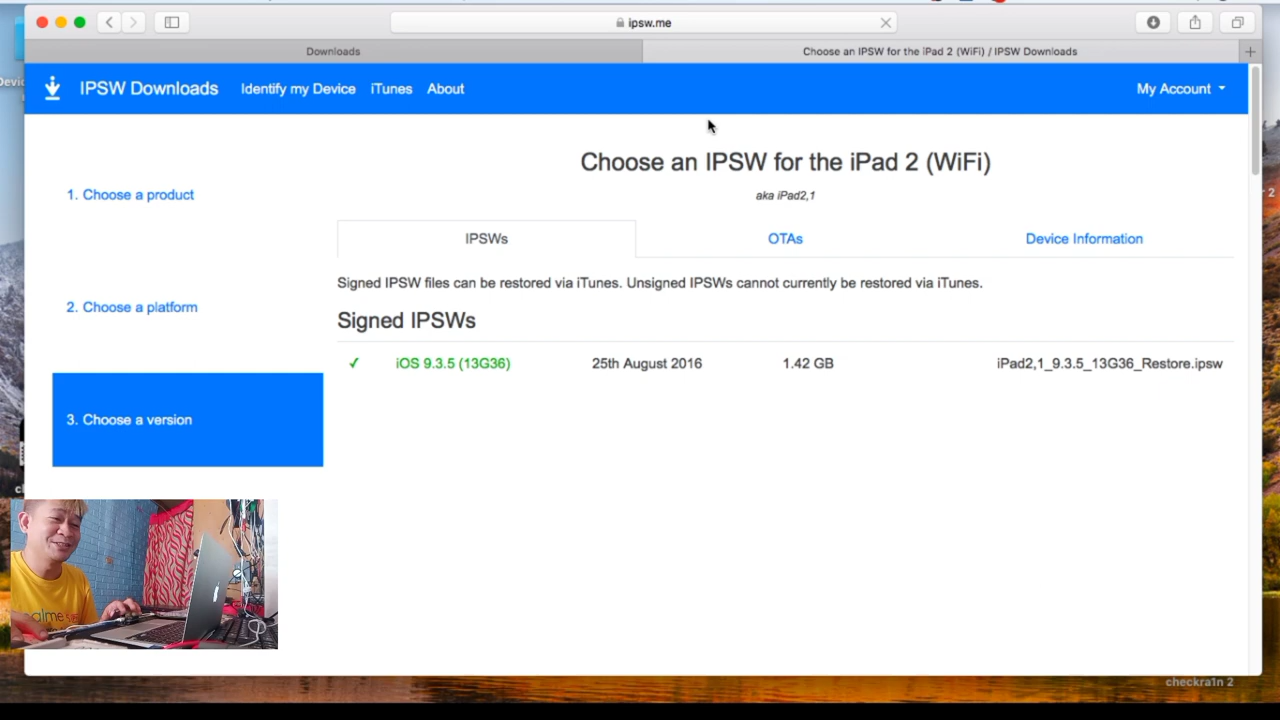 ipsw.me
Downloads
Choose an IPSW for the iPad 2 (WiFi) / IPSW Downloads
IPSW Downloads
Identify my Device
iTunes
About
My Account
Choose an IPSW for the iPad 2 (WiFi)
aka iPad2,1
1. Choose a product
2. Choose a platform
3. Choose a version
IPSWs
OTAs
Device Information
Signed IPSW files can be restored via iTunes. Unsigned IPSWs cannot currently be restored via iTunes.
Signed IPSWs
✓ iOS 9.3.5 (13G36) 25th August 2016 1.42 GB iPad2,1_9.3.5_13G36_Restore.ipsw
checkra1n 2